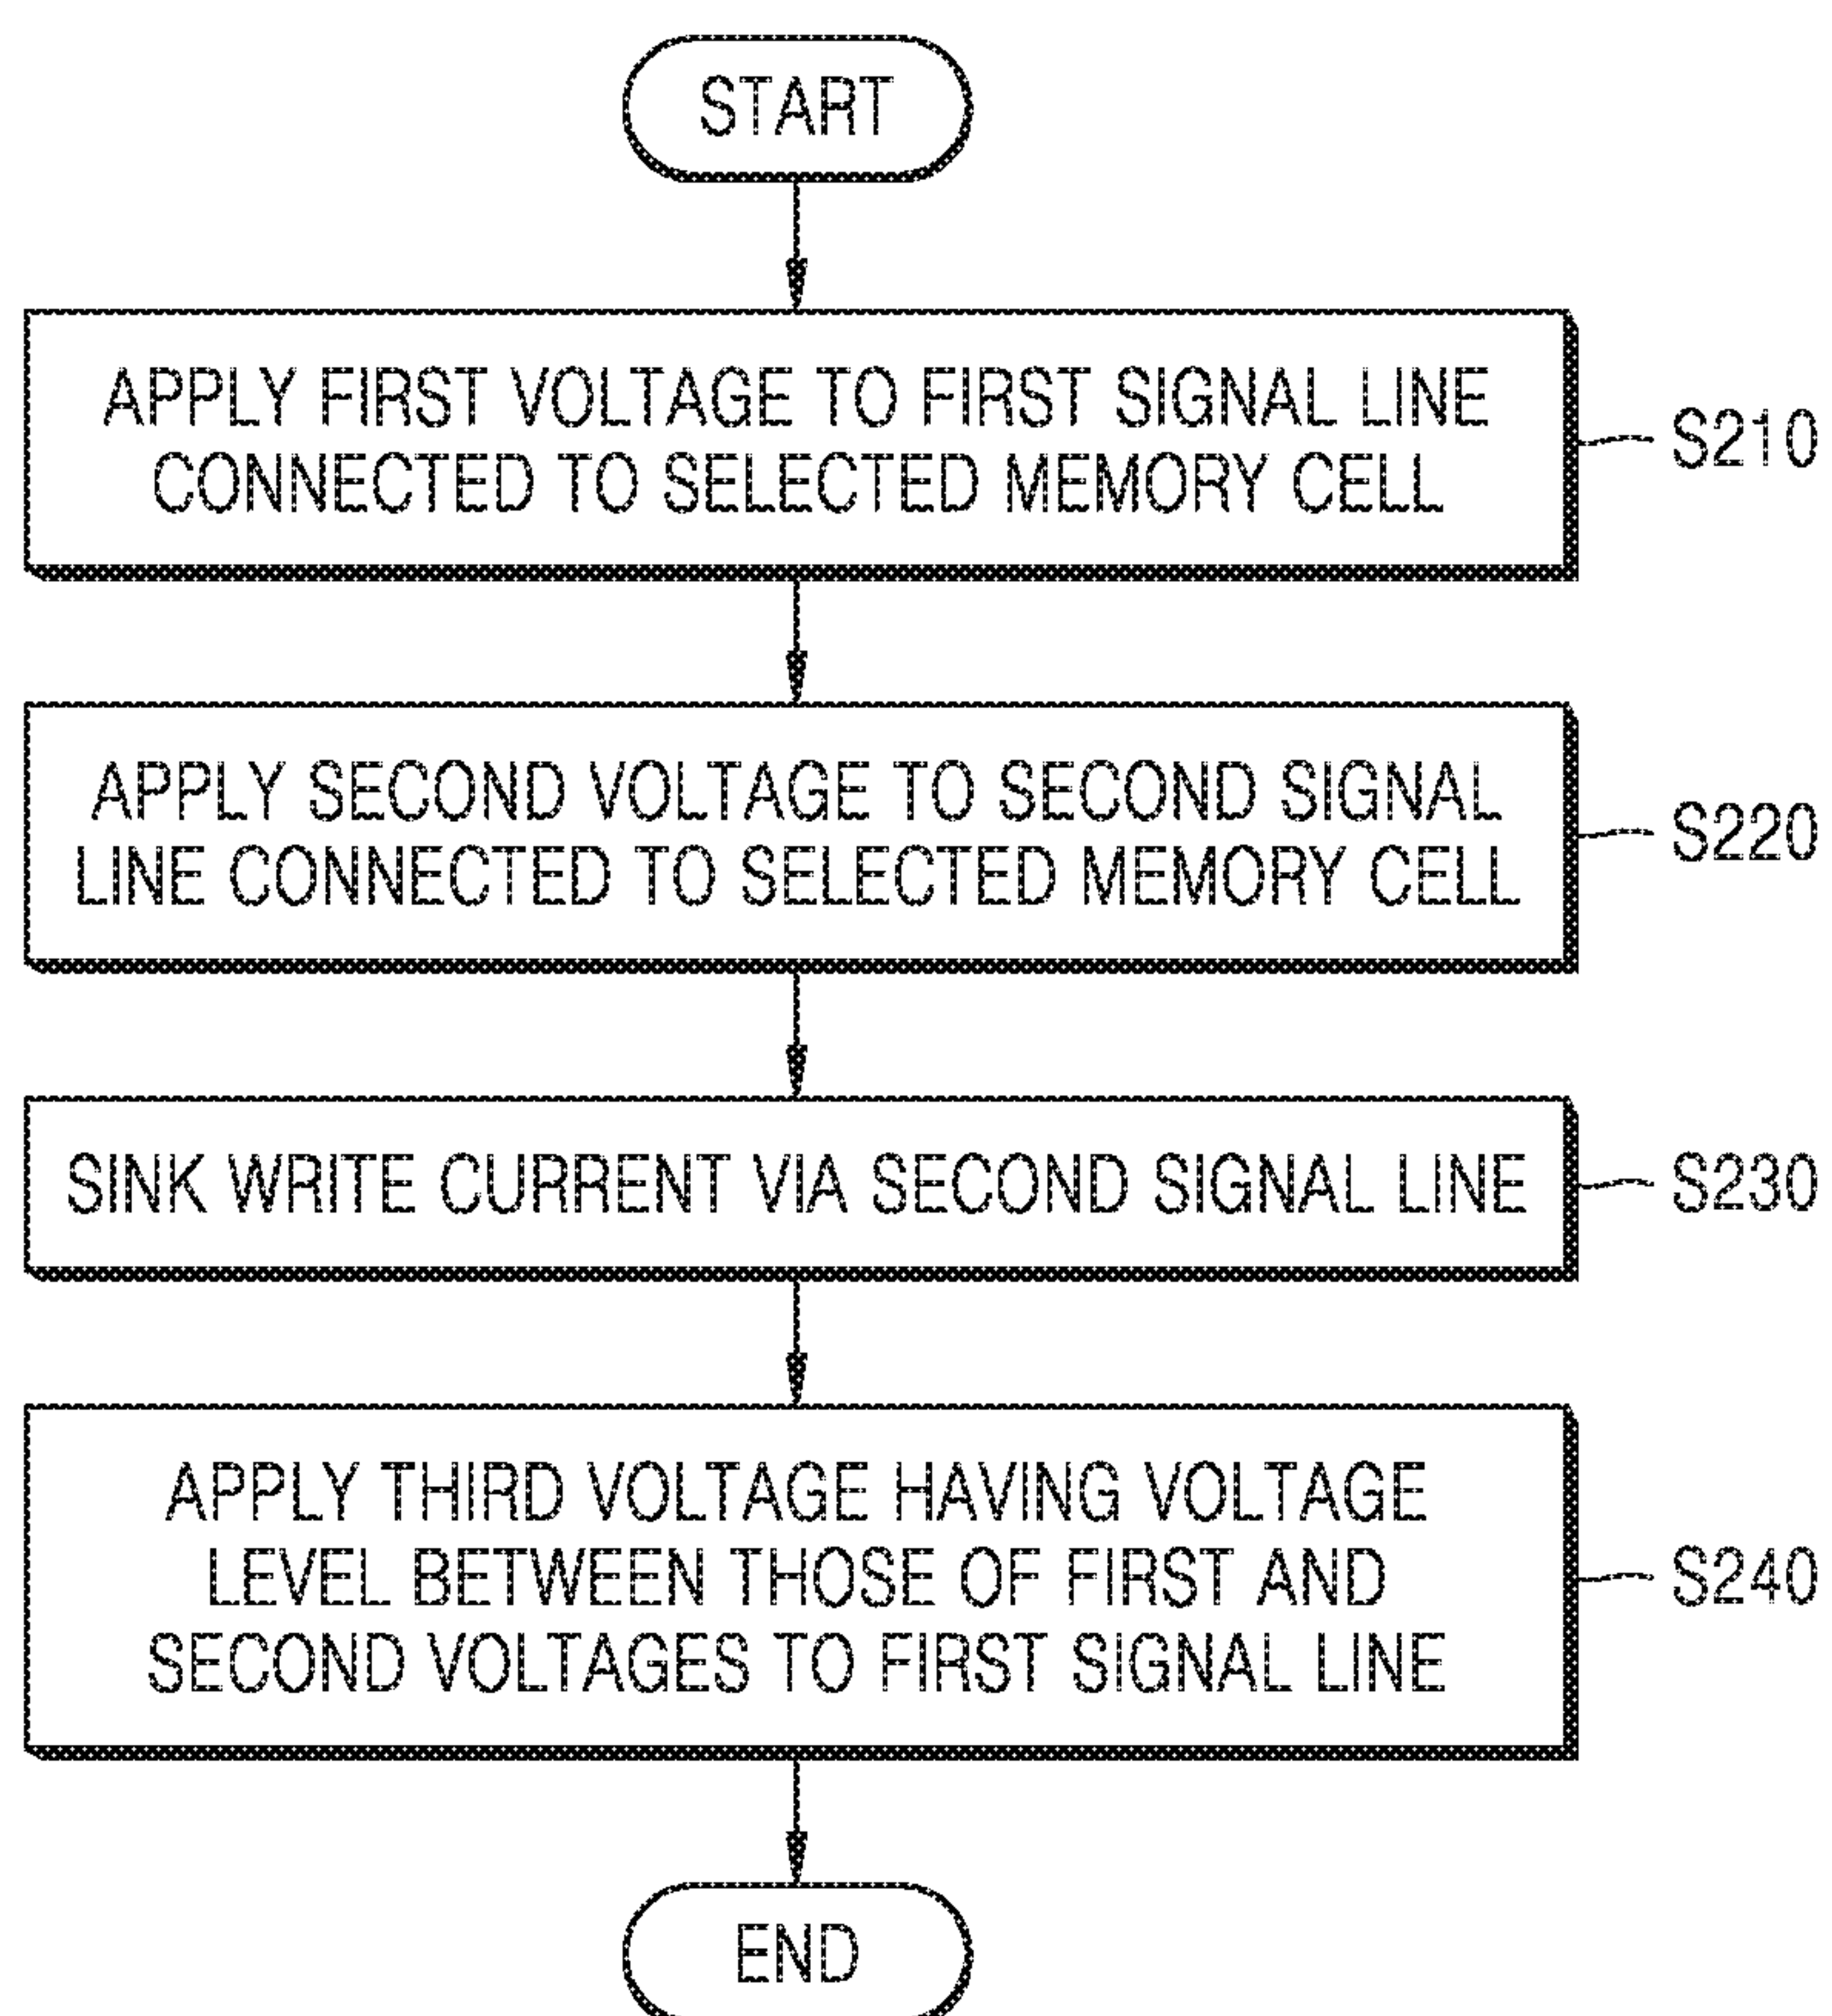 START
APPLY FIRST VOLTAGE TO FIRST SIGNAL LINE
CONNECTED TO SELECTED MEMORY CELL
S210
APPLY SECOND VOLTAGE TO SECOND SIGNAL
LINE CONNECTED TO SELECTED MEMORY CELL
S220
SINK WRITE CURRENT VIA SECOND SIGNAL LINE
S230
APPLY THIRD VOLTAGE HAVING VOLTAGE
LEVEL BETWEEN THOSE OF FIRST AND
SECOND VOLTAGES TO FIRST SIGNAL LINE
S240
END